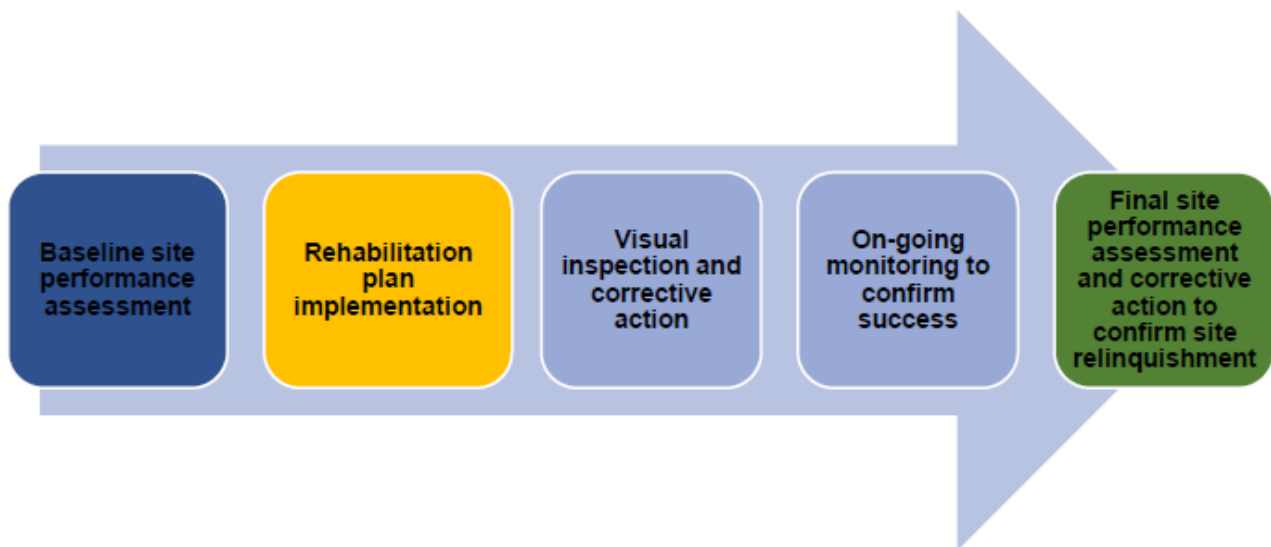 Baseline site
performance
assessment
Rehabilitation
plan
implementation
Visual
inspection and
corrective
action
On-going
monitoring to
confirm
success
Final site
performance
assessment
and corrective
action to
confirm site
relinquishment